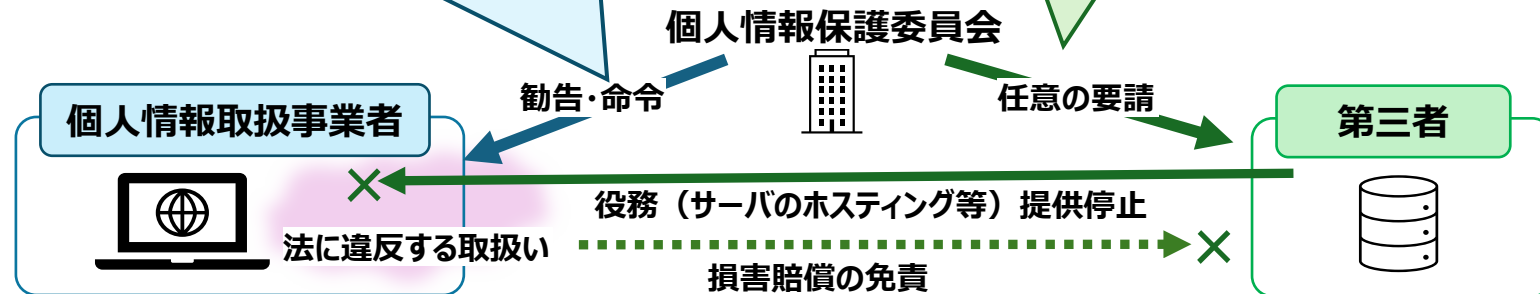 個人情報保護委員会
勧告・命令
任意の要請
個人情報取扱事業者
第三者
役務（サーバのホスティング等）提供停止
法に違反する取扱い
損害賠償の免責